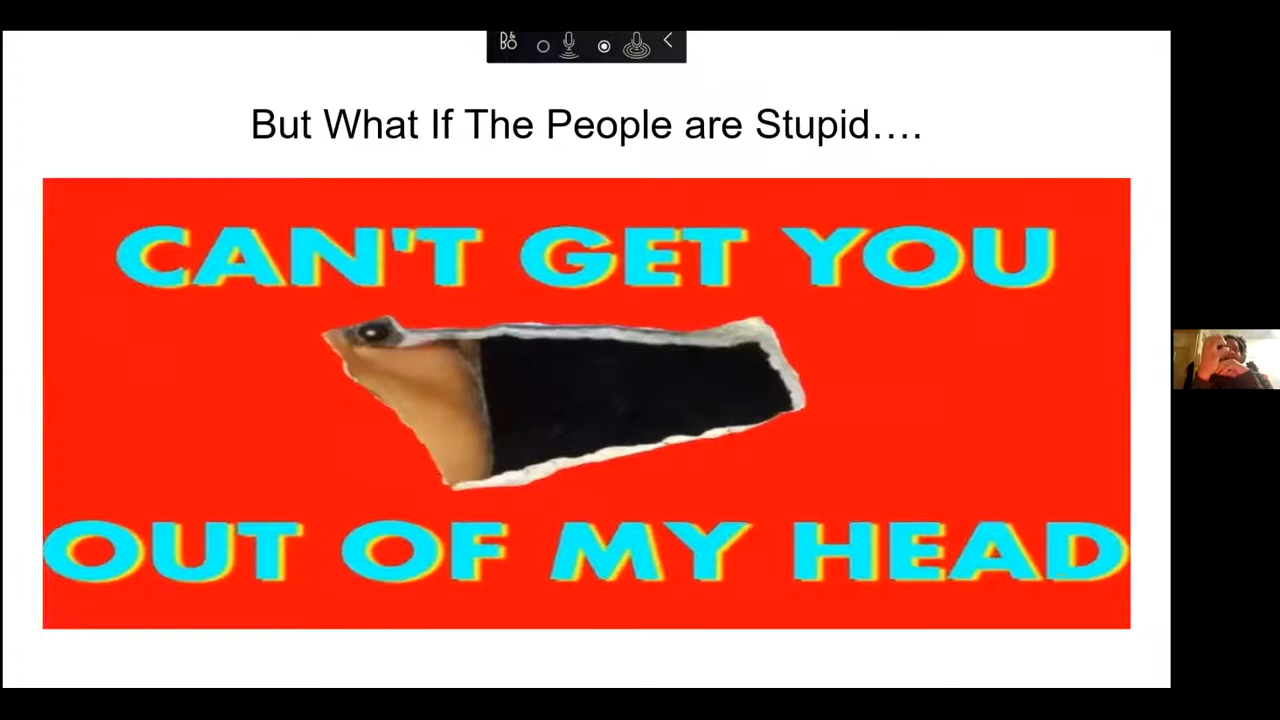 But What If The People are Stupid….
CAN'T GET YOU
OUT OF MY HEAD